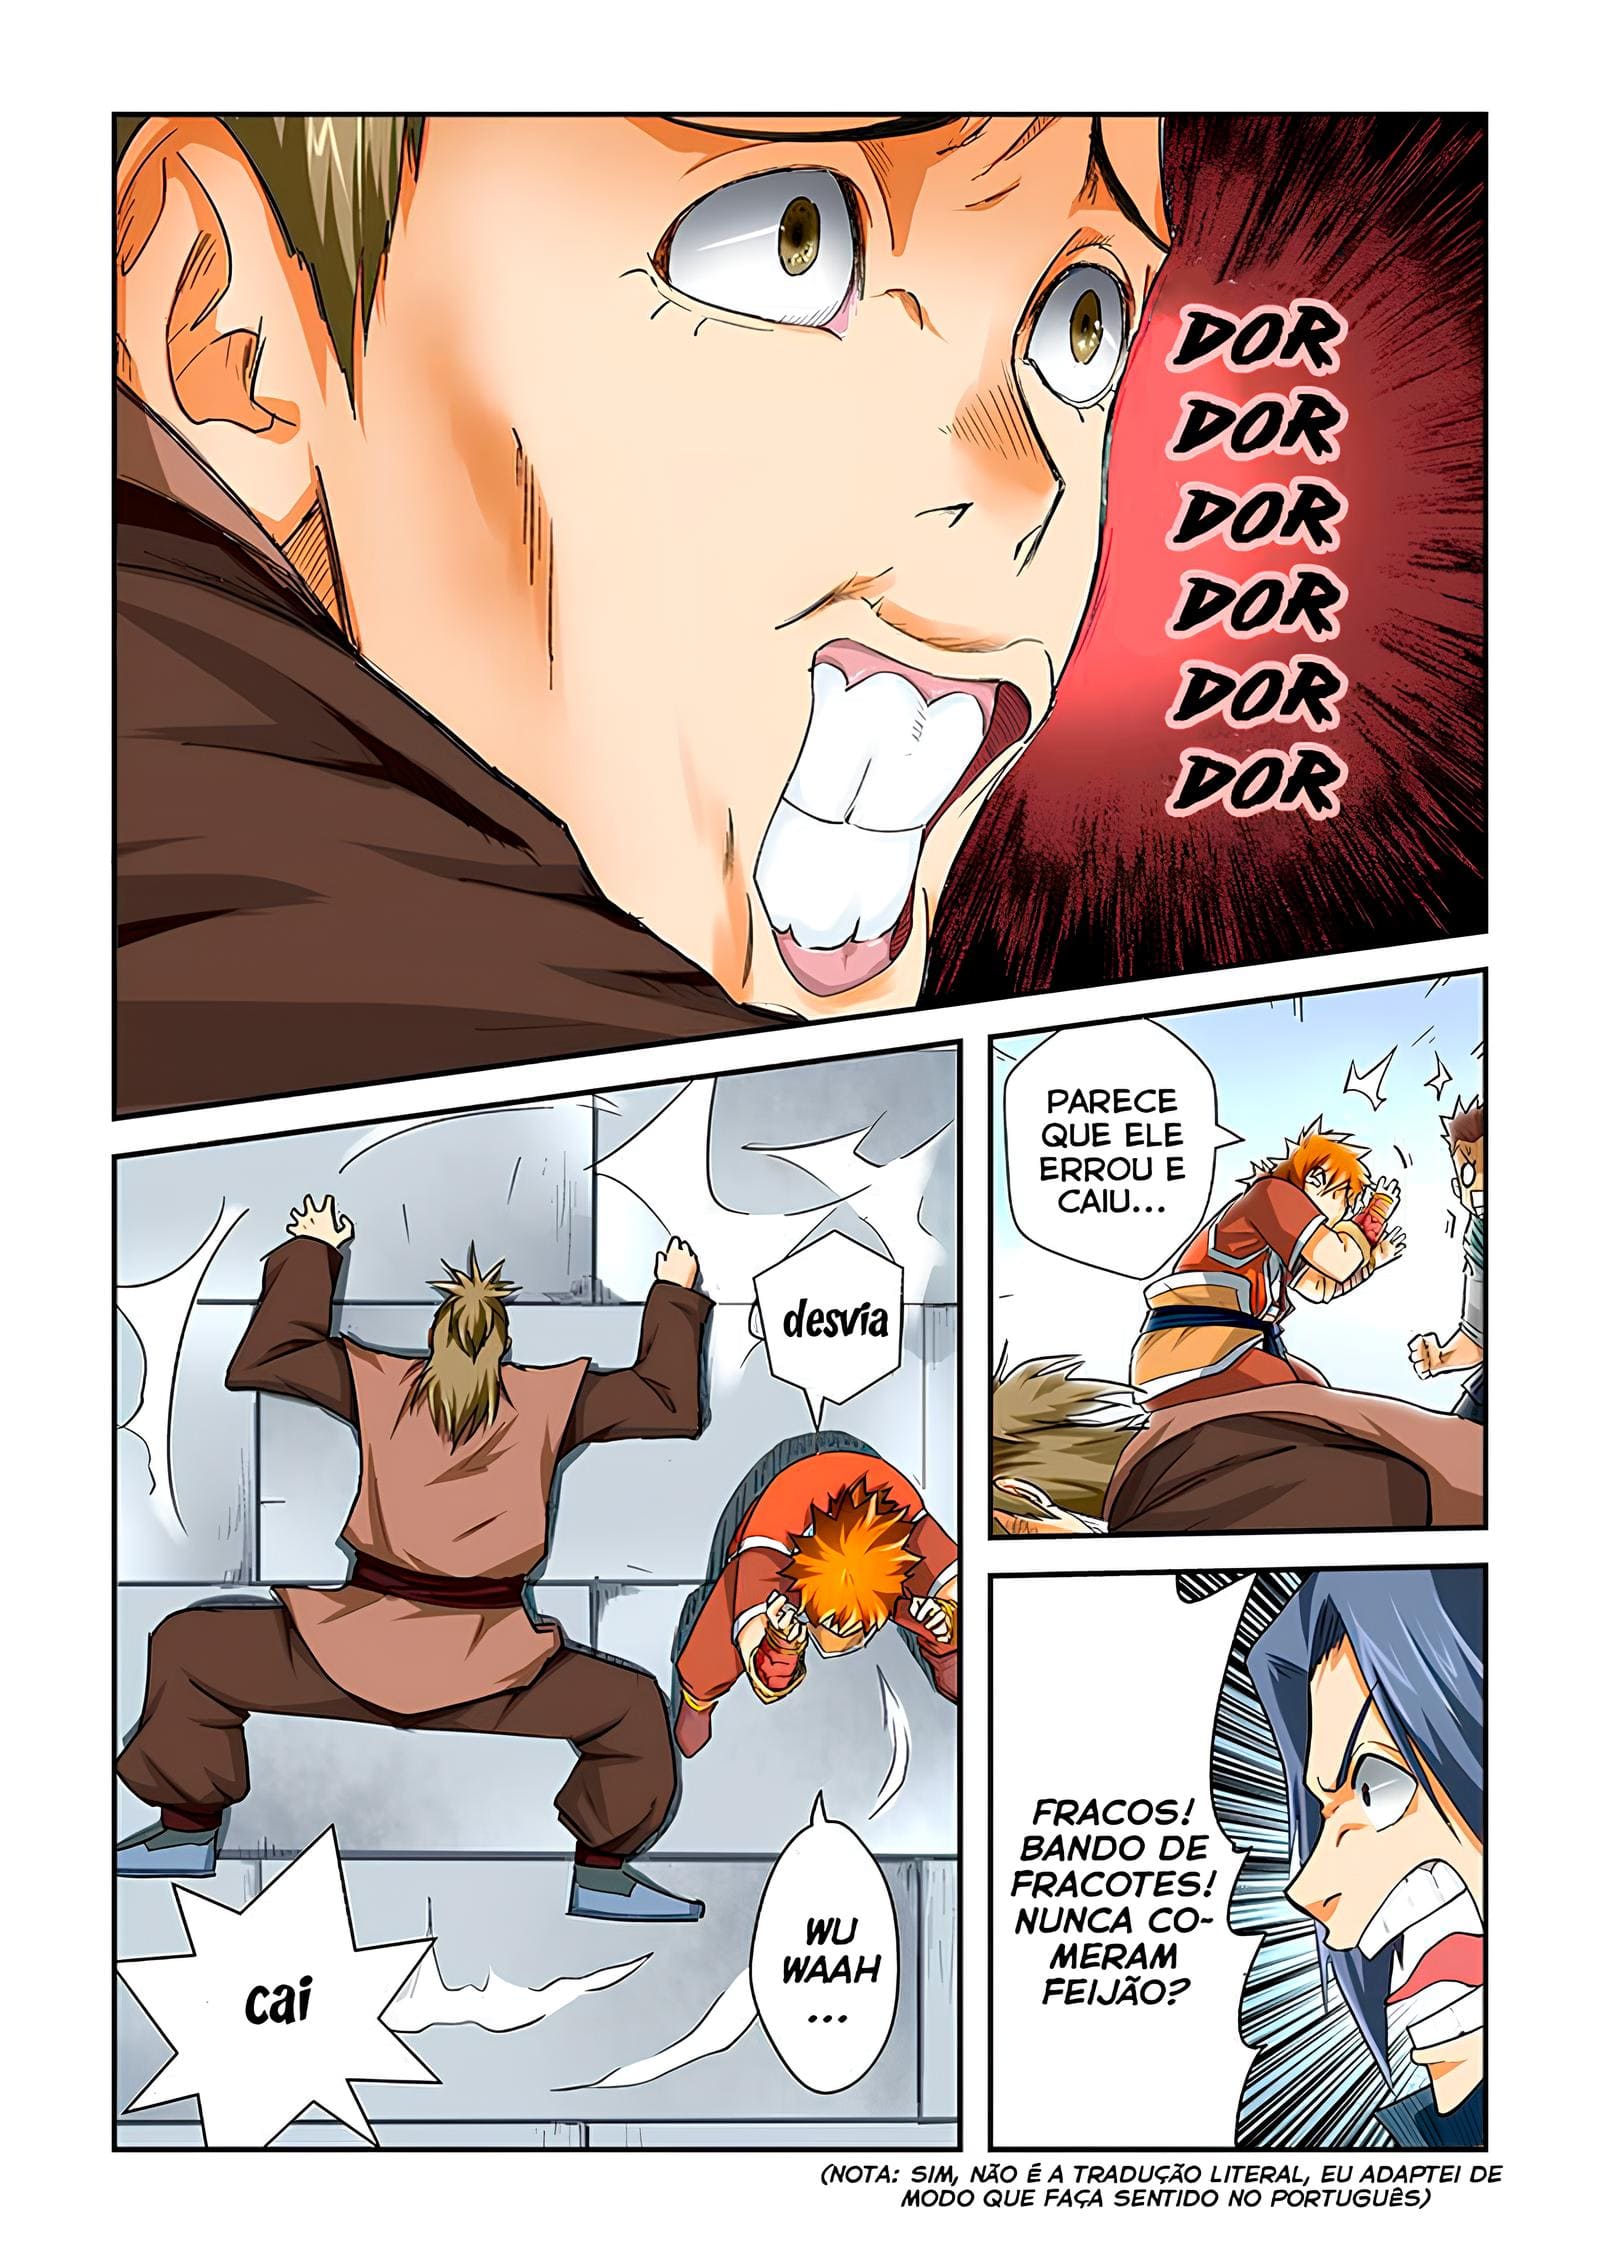 DOR
DOR
DOR
DOR
DOR
DOR
PARECE
QUE ELE
ERROU E
CAIU...
desvia
WU
WAAH
...
cai
FRACOS!
BANDO DE
FRACOTES!
NUNCA CO-
MERAM
FEIJÃO?
(NOTA: SIM, NÃO É A TRADUÇÃO LITERAL, EU ADAPTEI DE
MODO QUE FAÇA SENTIDO NO PORTUGUÊS)